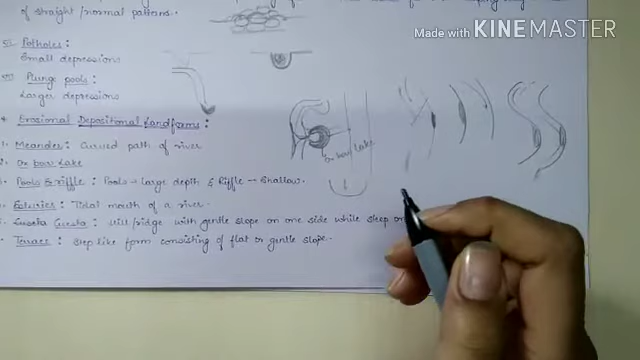 Made with KINEMASTER
of straight/normal patterns.
Potholes:
Small depressions
Plunge pools:
Larger depressions
Erosional Depositional Landforms:
Meander: Curved path of river
Ox bow Lake
Ox bow lake
Pools & riffle: Pools – Large depth & Riffle – Shallow.
Estuaries: Tidal mouth of a river.
Cuesta: Hill/ridge with gentle slope on one side while steep on
Terrace: Step like form consisting of flat or gentle slope.